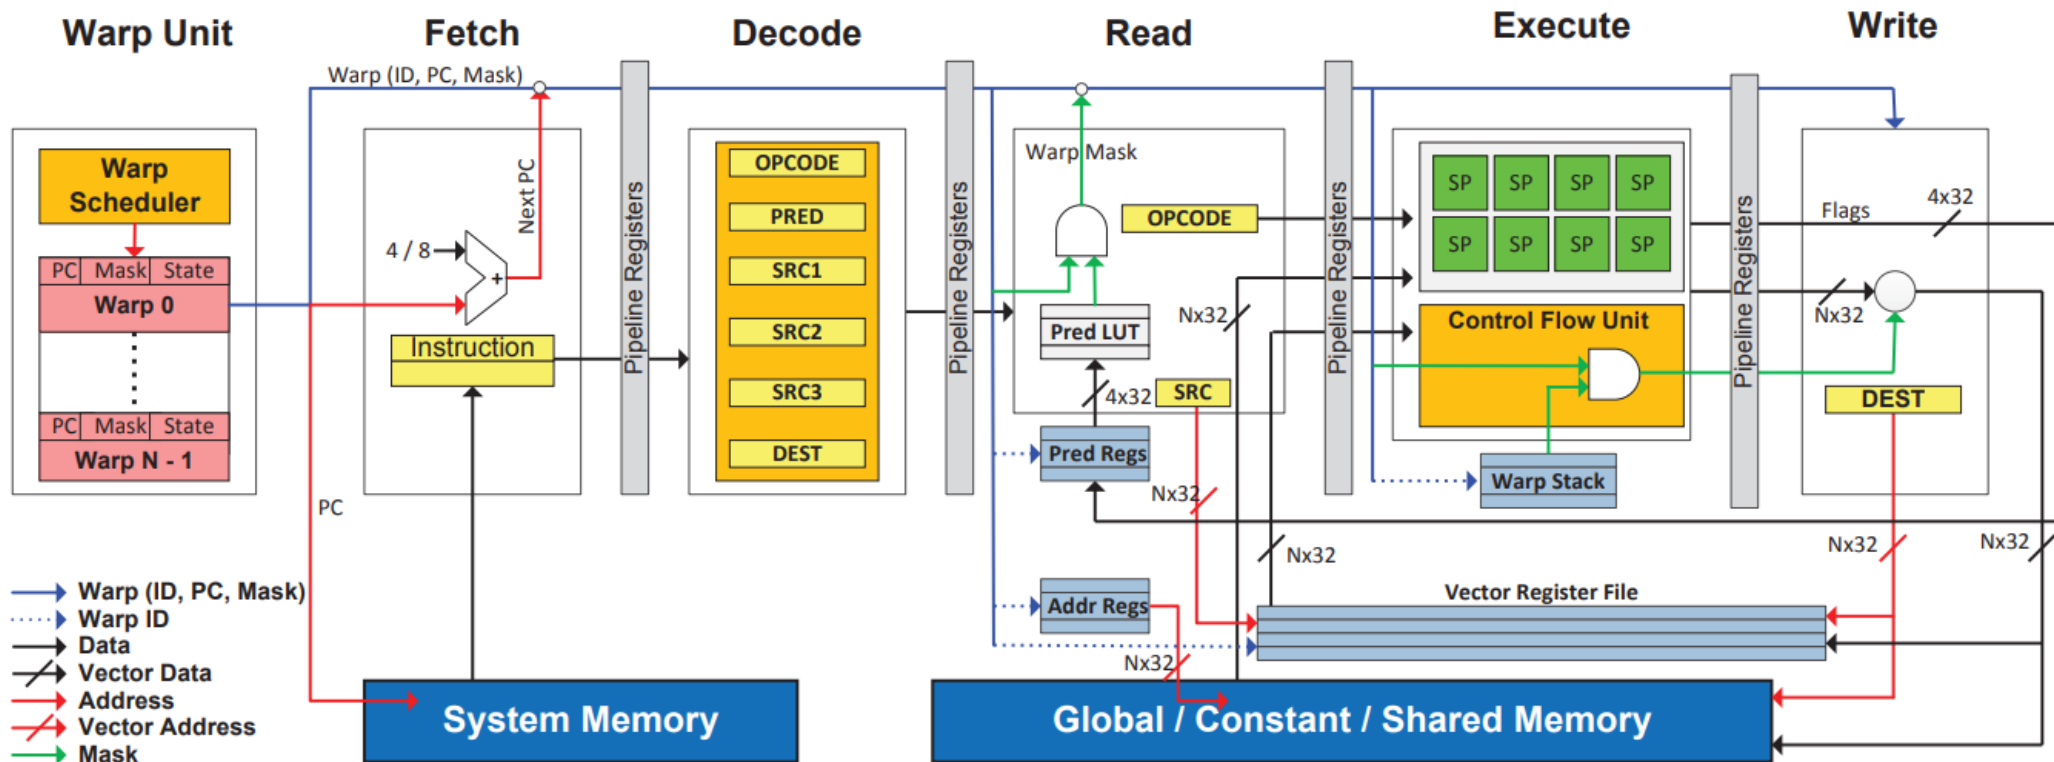 Warp Unit
Fetch
Decode
Read
Execute
Write
Warp (ID, PC, Mask)
Warp
Scheduler
PC Mask State
Warp 0
PC Mask State
Warp N - 1
PC
Next PC
4 / 8
+
Instruction
Pipeline Registers
OPCODE
PRED
SRC1
SRC2
SRC3
DEST
Pipeline Registers
Warp Mask
OPCODE
Pred LUT
4x32
SRC
Pred Regs
Nx32
Nx32
Addr Regs
Nx32
Nx32
Pipeline Registers
SP SP SP SP
SP SP SP SP
Control Flow Unit
Warp Stack
Pipeline Registers
Flags
4x32
Nx32
DEST
Nx32
Nx32
Vector Register File
Warp (ID, PC, Mask)
Warp ID
Data
Vector Data
Address
Vector Address
Mask
System Memory
Global / Constant / Shared Memory